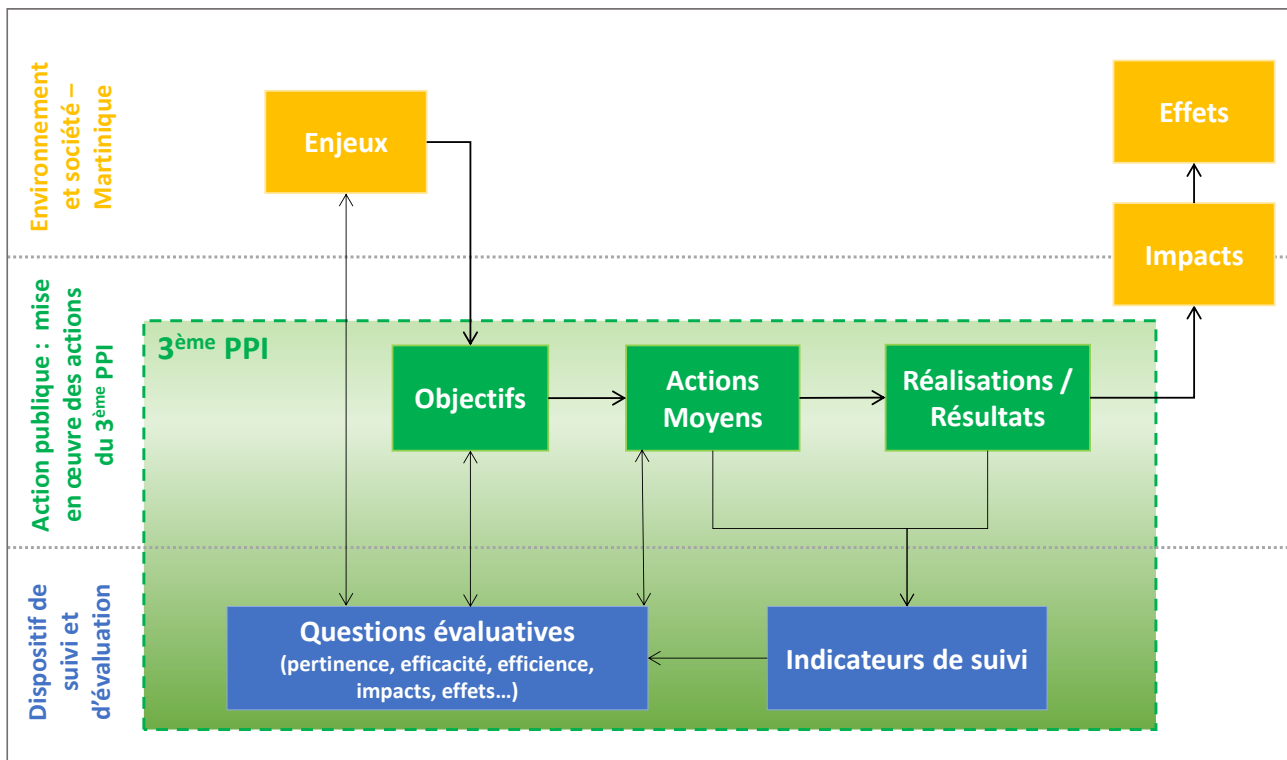 Environnement
et société –
Martinique
Enjeux
Effets
Impacts
Action publique : mise
en œuvre des actions
du 3ème PPI
3ème PPI
Objectifs
Actions
Moyens
Réalisations /
Résultats
Dispositif de
suivi et
d’évaluation
Questions évaluatives
(pertinence, efficacité, efficience,
impacts, effets…)
Indicateurs de suivi